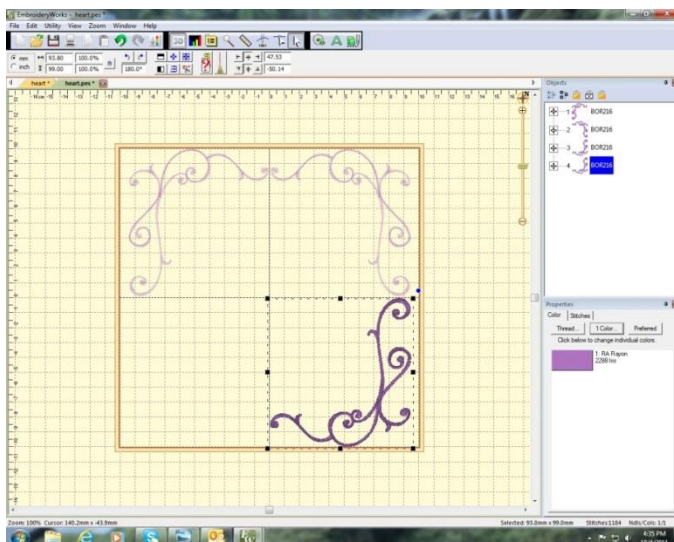 EmbroideryWorks - heart.pes *
File Edit Utility View Zoom Window Help
3D
mm 93.80 100.0% 47.53
inch 99.00 100.0% 180.0° -50.14
heart * heart.pes *
Objects
1 BOR216
2 BOR216
3 BOR216
4 BOR216
Properties
Color Stitches
Thread... 1 Color... Preferred
Click below to change individual colors.
1: RA Rayon
2288 Iris
Zoom: 100% Cursor: 140.2mm x -43.9mm Selected: 93.8mm x 99.0mm Stitches:1184 Ndls/Cols: 1/1
4:35 PM